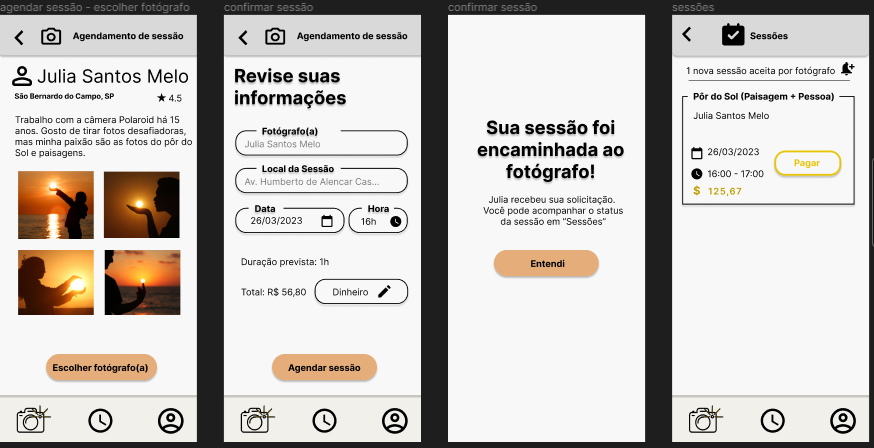 agendar sessão - escolher fotógrafo
Agendamento de sessão
Julia Santos Melo
São Bernardo do Campo, SP
★ 4.5
Trabalho com a câmera Polaroid há 15
anos. Gosto de tirar fotos desafiadoras,
mas minha paixão são as fotos do pôr do
Sol e paisagens.
Escolher fotógrafo(a)
confirmar sessão
Agendamento de sessão
Revise suas
informações
Fotógrafo(a)
Julia Santos Melo
Local da Sessão
Av. Humberto de Alencar Cas...
Data
26/03/2023
Hora
16h
Duração prevista: 1h
Total: R$ 56,80
Dinheiro
Agendar sessão
confirmar sessão
Sua sessão foi
encaminhada ao
fotógrafo!
Julia recebeu sua solicitação.
Você pode acompanhar o status
da sessão em “Sessões”
Entendi
sessões
Sessões
1 nova sessão aceita por fotógrafo
Pôr do Sol (Paisagem + Pessoa)
Julia Santos Melo
26/03/2023
16:00 - 17:00
$ 125,67
Pagar